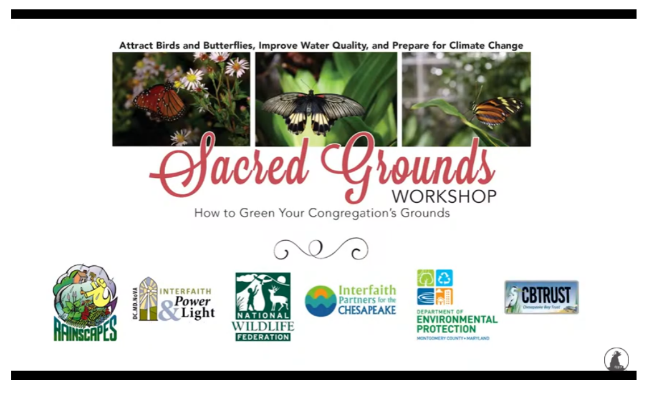 Attract Birds and Butterflies, Improve Water Quality, and Prepare for Climate Change
Sacred Grounds
WORKSHOP
How to Green Your Congregation's Grounds
RAINSCAPES
DC.MD.NoVA
INTERFAITH
Power
& Light
NATIONAL
WILDLIFE
FEDERATION
Interfaith
Partners for the
CHESAPEAKE
DEPARTMENT OF
ENVIRONMENTAL
PROTECTION
MONTGOMERY COUNTY • MARYLAND
CBTRUST
Chesapeake Bay Trust